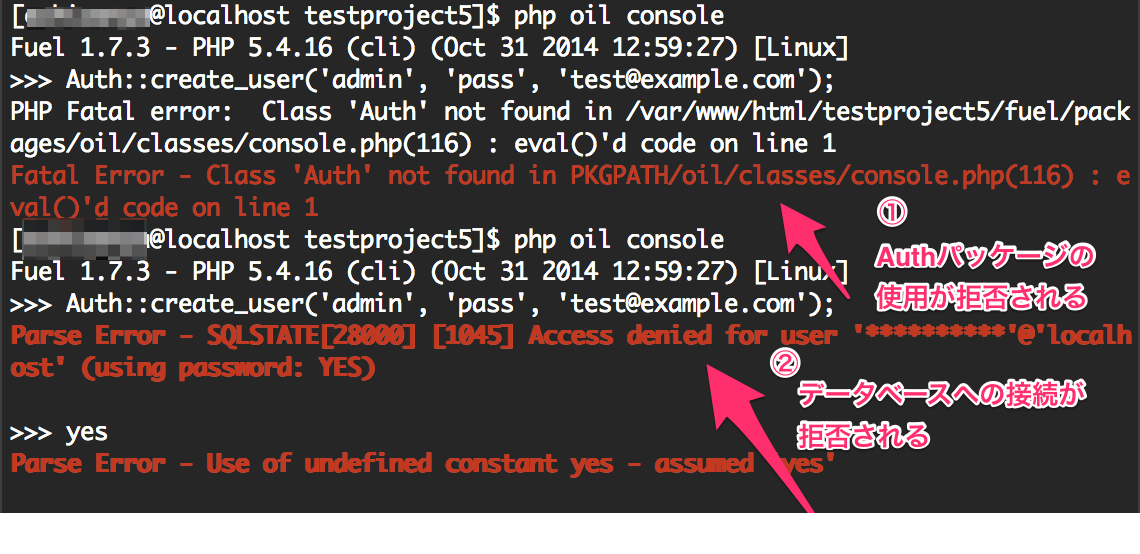 @localhost testproject5]$ php oil console
Fuel 1.7.3 - PHP 5.4.16 (cli) (Oct 31 2014 12:59:27) [Linux]
>>> Auth::create_user('admin', 'pass', 'test@example.com');
PHP Fatal error:  Class 'Auth' not found in /var/www/html/testproject5/fuel/pack
ages/oil/classes/console.php(116) : eval()'d code on line 1
Fatal Error - Class 'Auth' not found in PKGPATH/oil/classes/console.php(116) : e
val()'d code on line 1
①
Authパッケージの
使用が拒否される
@localhost testproject5]$ php oil console
Fuel 1.7.3 - PHP 5.4.16 (cli) (Oct 31 2014 12:59:27) [Linux]
>>> Auth::create_user('admin', 'pass', 'test@example.com');
Parse Error - SQLSTATE[28000] [1045] Access denied for user '**********'@'localh
ost' (using password: YES)
②
データベースへの接続が
拒否される
>>> yes
Parse Error - Use of undefined constant yes - assumed 'yes'